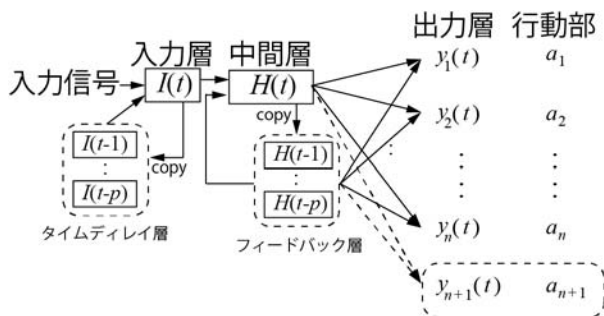 出力層 行動部
入力層 中間層
入力信号 I(t) H(t) y₁(t) a₁
copy
I(t-1) copy H(t-1) y₂(t) a₂
⋮ ⋮ ⋮ ⋮ ⋮
I(t-p) H(t-p)
タイムディレイ層 フィードバック層 yₙ(t) aₙ
yₙ₊₁(t) aₙ₊₁